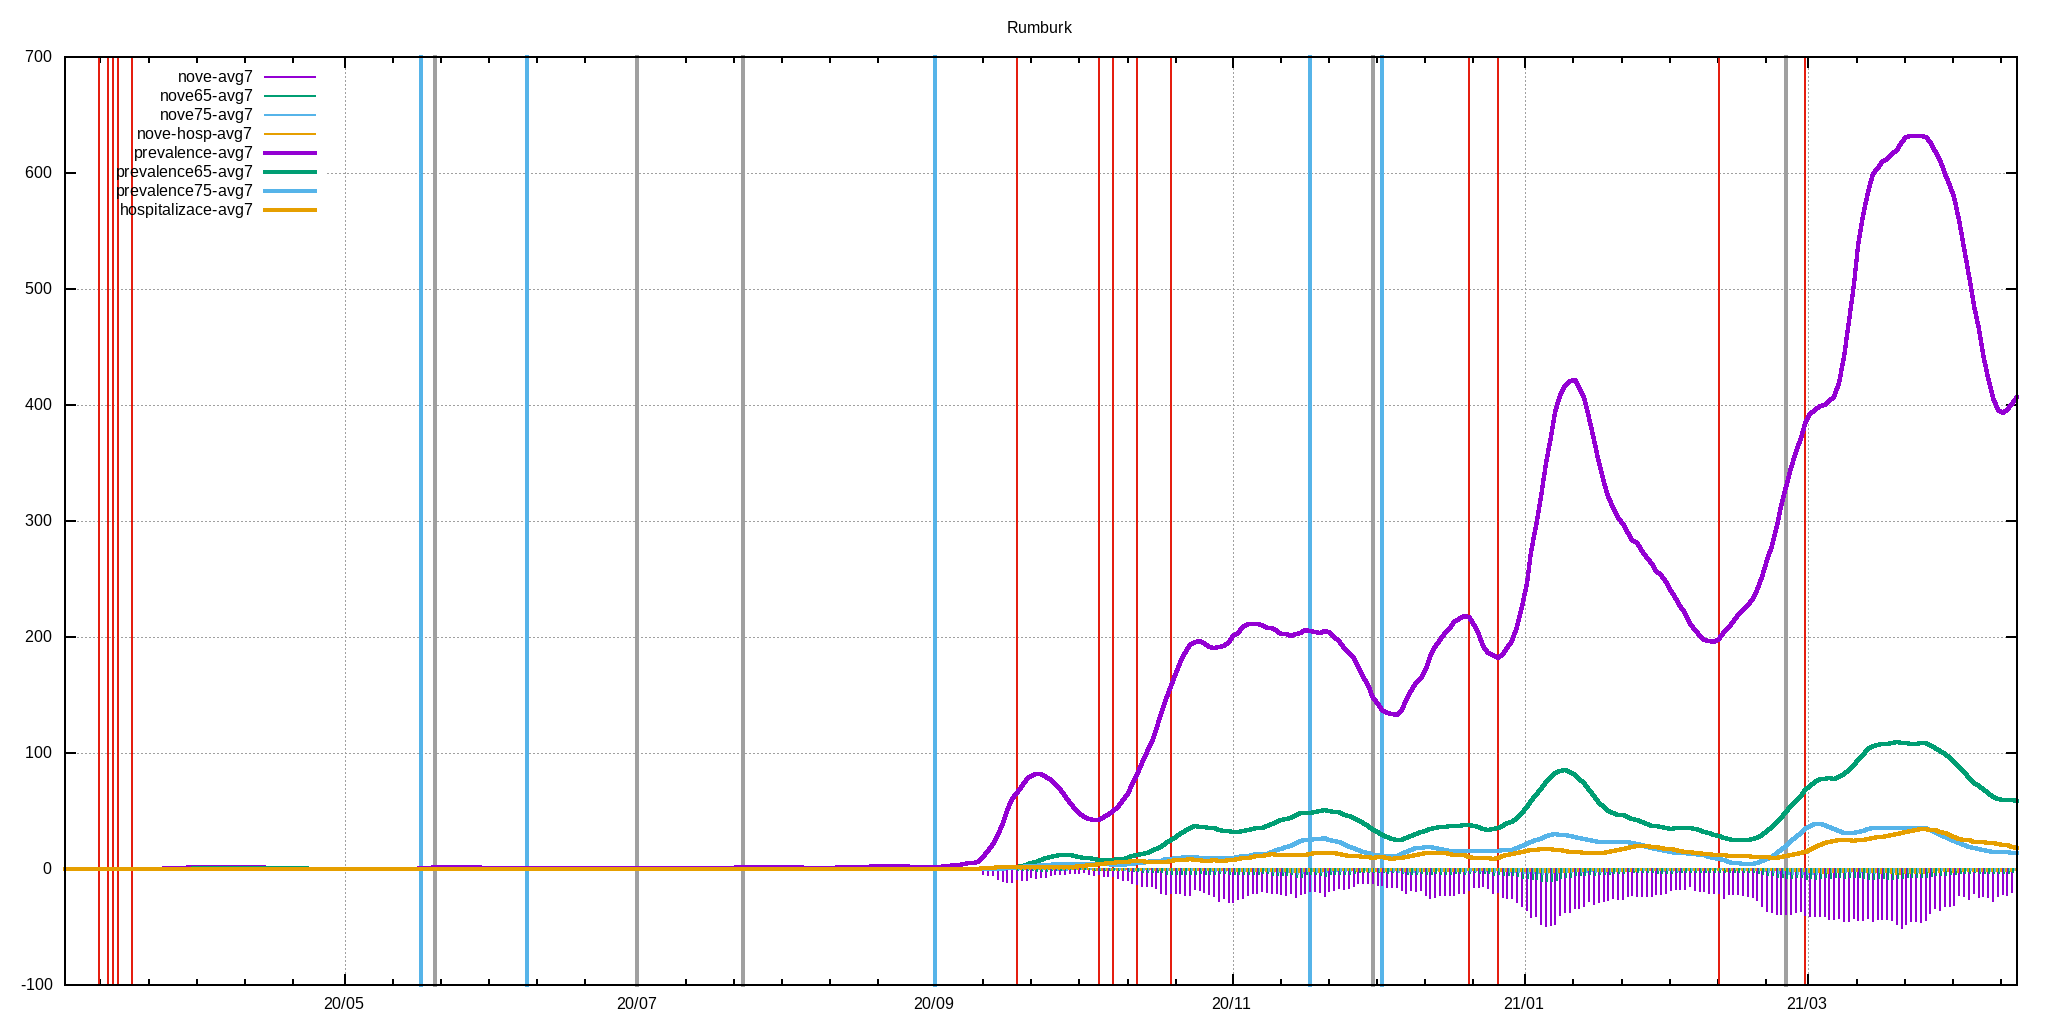 Rumburk
700
600
500
400
300
200
100
0
-100
nove-avg7
nove65-avg7
nove75-avg7
nove-hosp-avg7
prevalence-avg7
prevalence65-avg7
prevalence75-avg7
hospitalizace-avg7
20/05 20/07 20/09 20/11 21/01 21/03